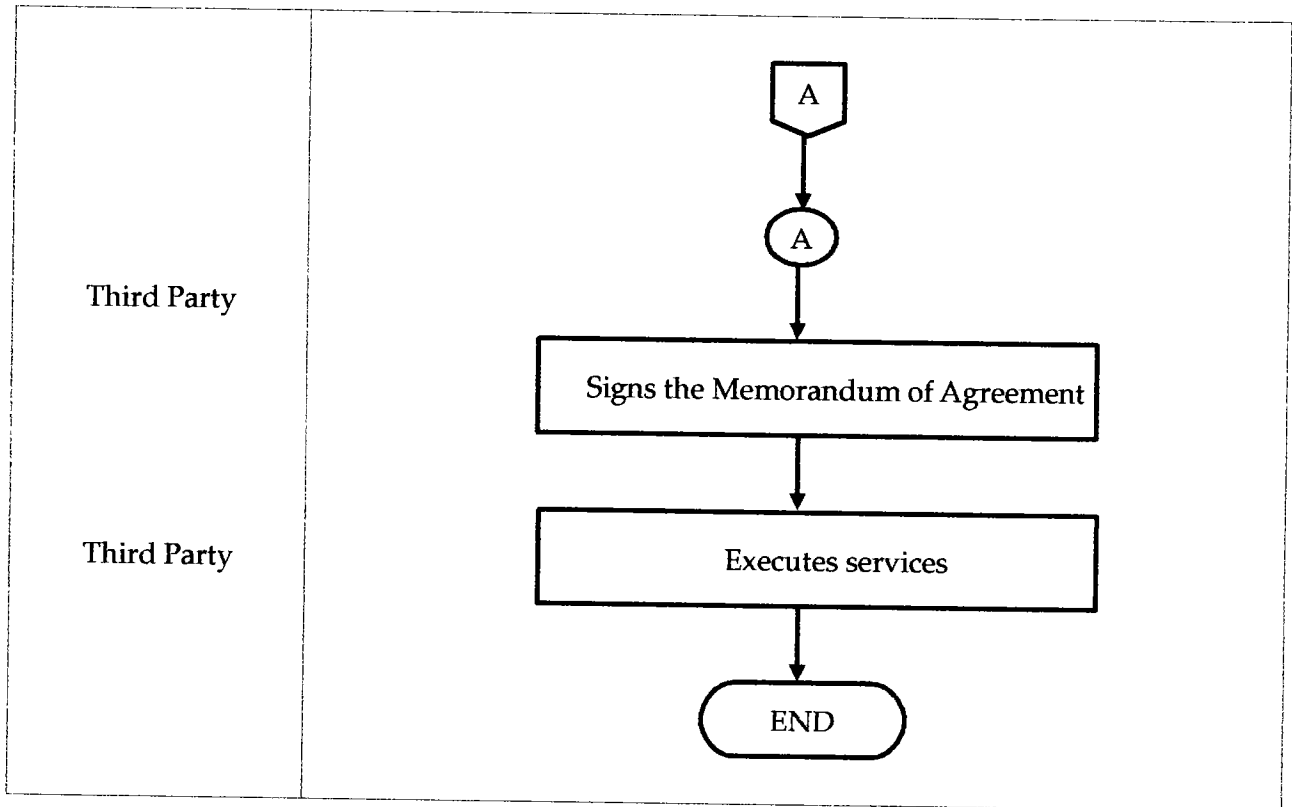 A
A
Third Party
Signs the Memorandum of Agreement
Third Party
Executes services
END